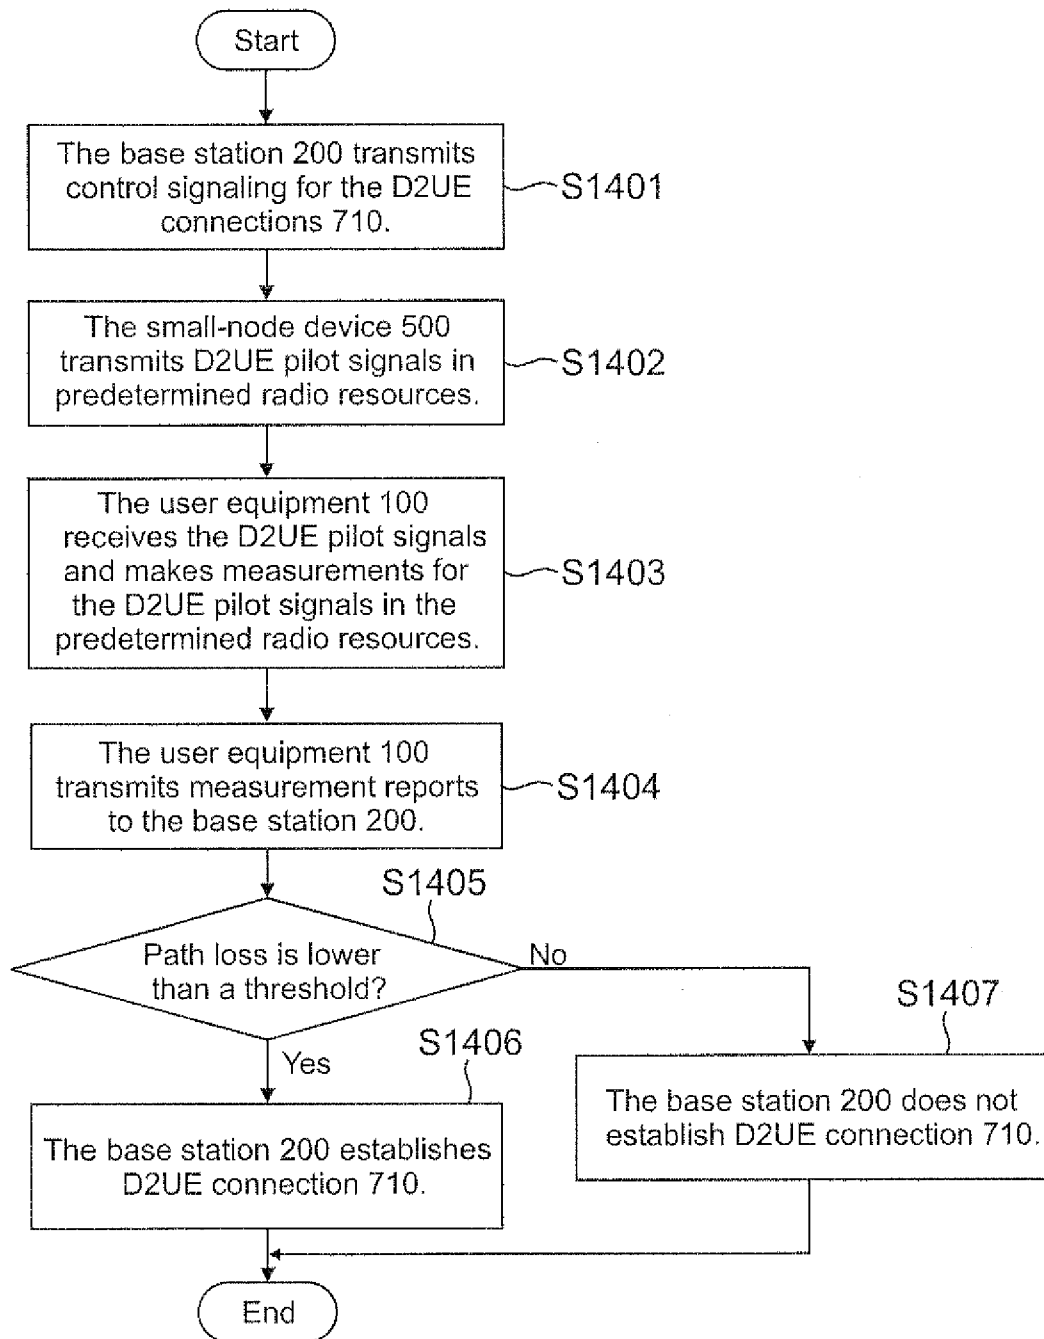 Start
The base station 200 transmits
control signaling for the D2UE
connections 710.
S1401
The small-node device 500
transmits D2UE pilot signals in
predetermined radio resources.
S1402
The user equipment 100
receives the D2UE pilot signals
and makes measurements for
the D2UE pilot signals in the
predetermined radio resources.
S1403
The user equipment 100
transmits measurement reports
to the base station 200.
S1404
S1405
Path loss is lower
than a threshold?
No
Yes
S1406
The base station 200 establishes
D2UE connection 710.
S1407
The base station 200 does not
establish D2UE connection 710.
End